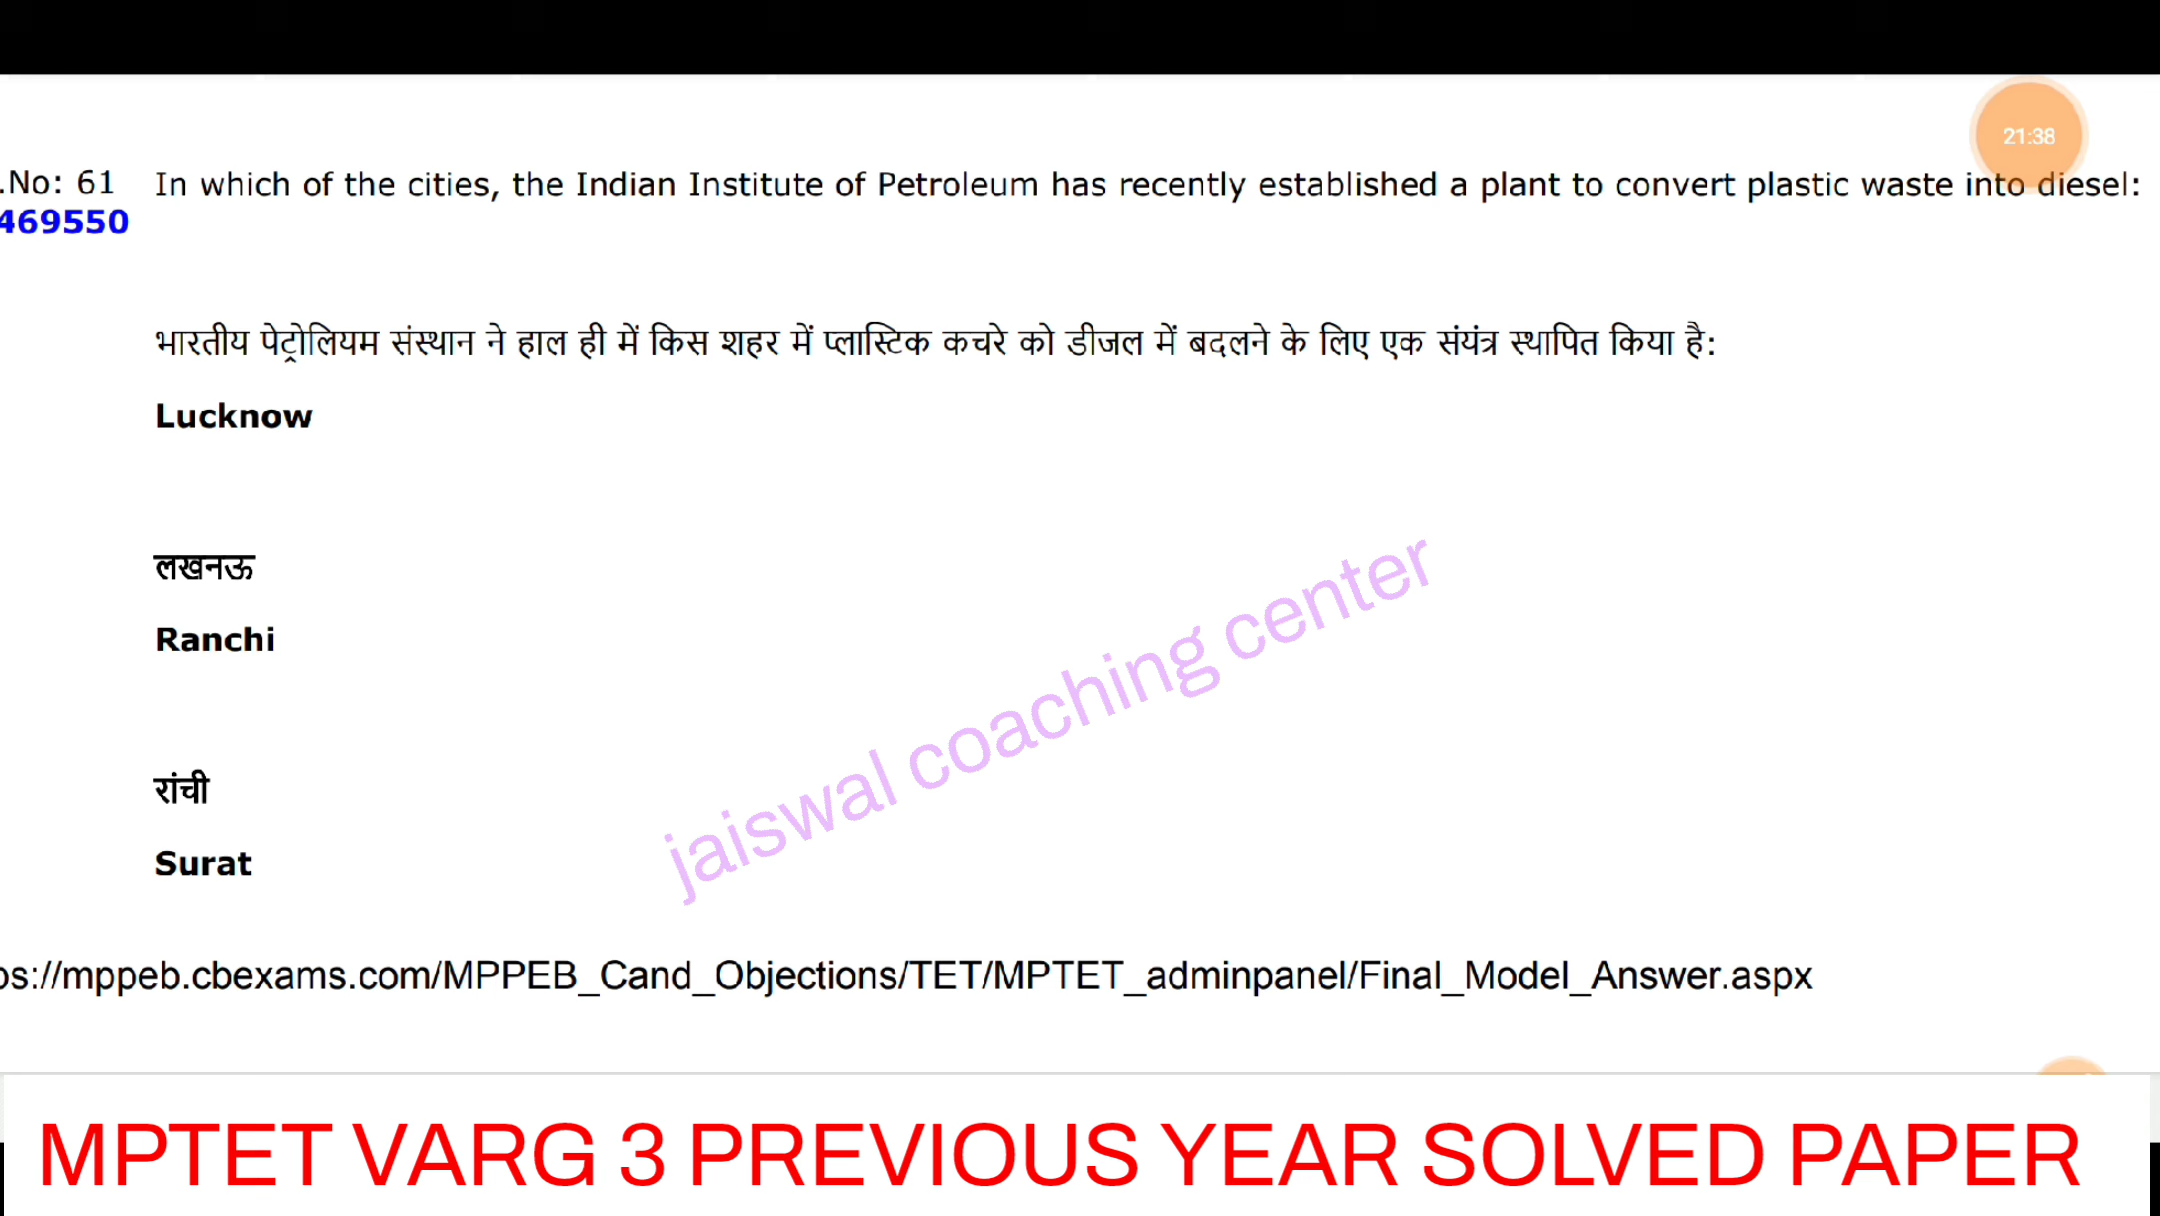 21:38
.No: 61 In which of the cities, the Indian Institute of Petroleum has recently established a plant to convert plastic waste into diesel:
469550
भारतीय पेट्रोलियम संस्थान ने हाल ही में किस शहर में प्लास्टिक कचरे को डीजल में बदलने के लिए एक संयंत्र स्थापित किया है:
Lucknow
लखनऊ
Ranchi
रांची
Surat
jaiswal coaching center
ps://mppeb.cbexams.com/MPPEB_Cand_Objections/TET/MPTET_adminpanel/Final_Model_Answer.aspx
MPTET VARG 3 PREVIOUS YEAR SOLVED PAPER